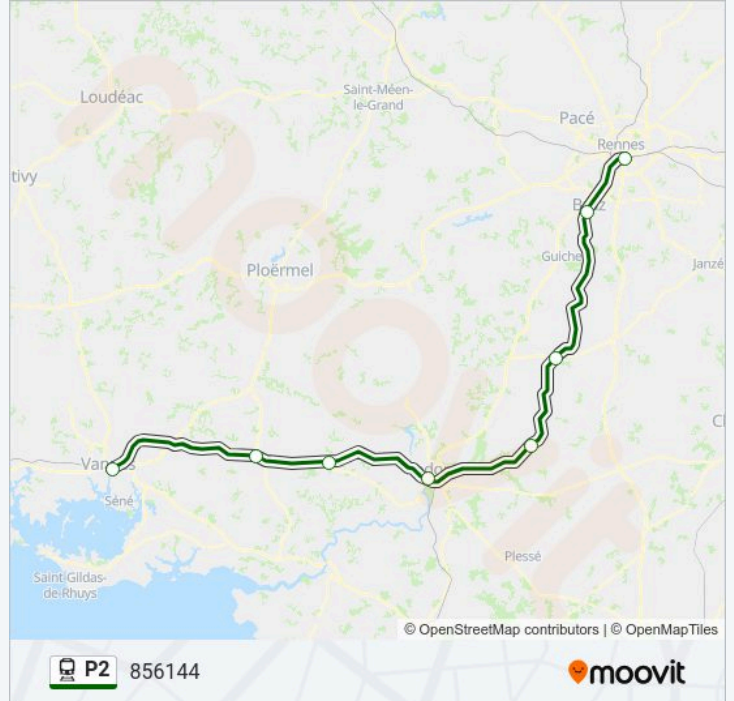 Loudéac
Saint-Méen-
le-Grand
Pacé
Rennes
tivy
Guiche
Janzé
Ploërmel
Séné
Saint-Gildas-
de-Rhuys
Plessé
© OpenStreetMap contributors | © OpenMapTiles
P2 856144
moovit